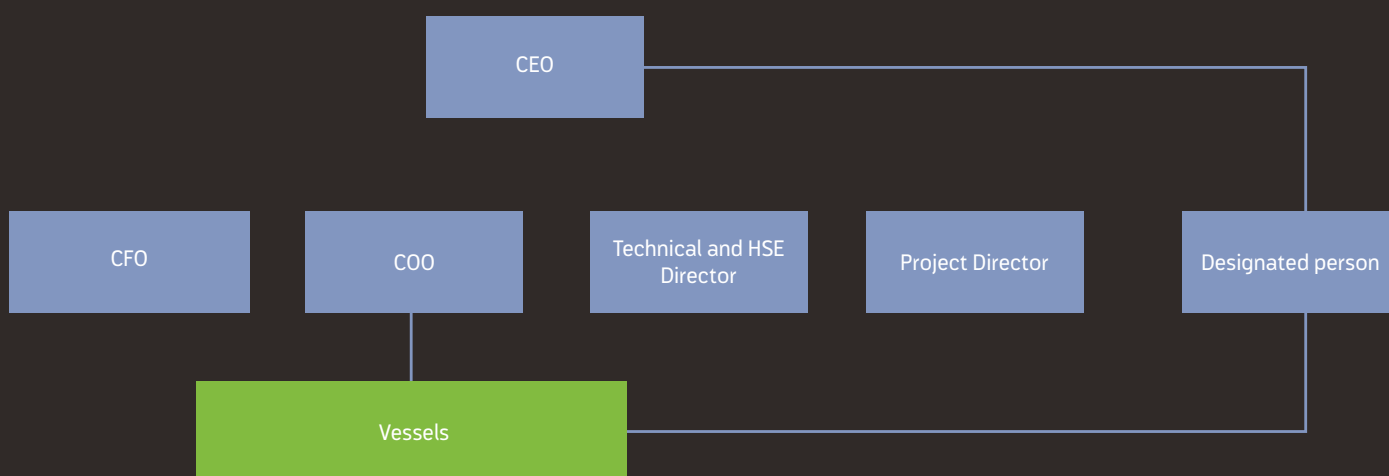 CEO
CFO
COO
Technical and HSE
Director
Project Director
Designated person
Vessels